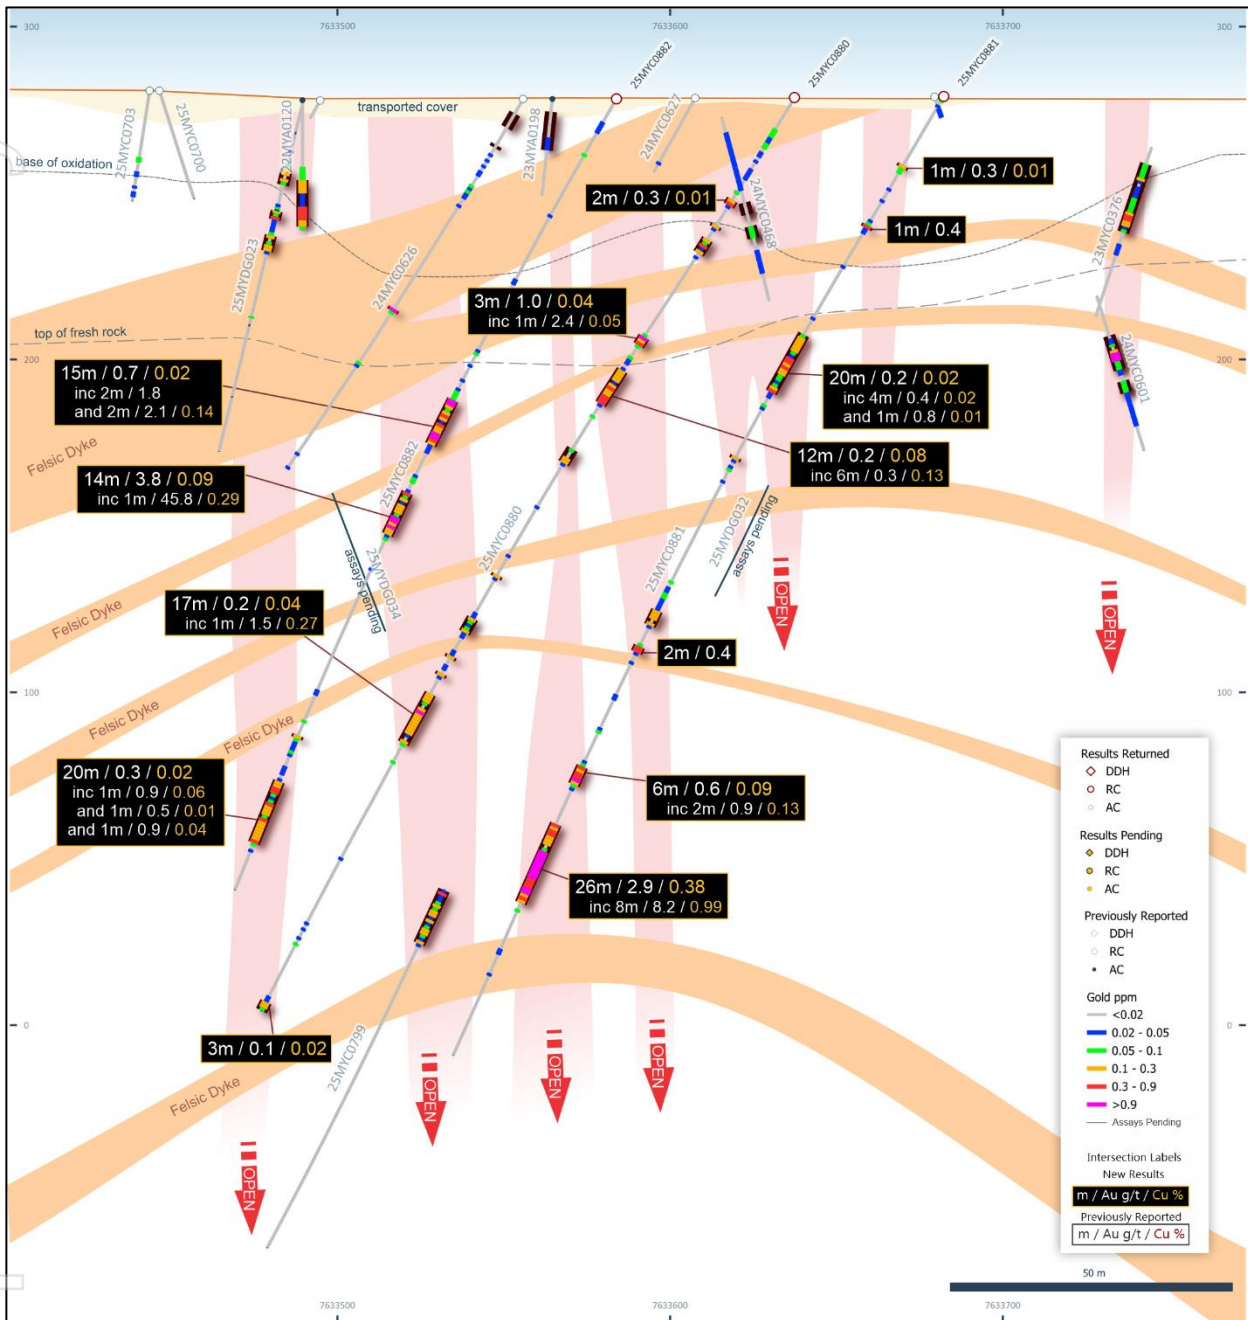 300
7633500
7633600
7633700
300
25MYC0882
25MYC0880
25MYC0881
transported cover
25MYC0703
25MYC0700
22MYA0120
23MYA0198
24MYC0627
base of oxidation
24MYC0468
23MYC0376
1m / 0.3 / 0.01
2m / 0.3 / 0.01
1m / 0.4
25MYDG023
24MYC0626
3m / 1.0 / 0.04
inc 1m / 2.4 / 0.05
top of fresh rock
200
200
24MYC0601
15m / 0.7 / 0.02
inc 2m / 1.8
and 2m / 2.1 / 0.14
20m / 0.2 / 0.02
inc 4m / 0.4 / 0.02
and 1m / 0.8 / 0.01
Felsic Dyke
12m / 0.2 / 0.08
inc 6m / 0.3 / 0.13
14m / 3.8 / 0.09
inc 1m / 45.8 / 0.29
25MYC0882
25MYC0880
25MYC0881
25MYDG032
assays pending
25MYDG034
assays pending
OPEN
OPEN
17m / 0.2 / 0.04
inc 1m / 1.5 / 0.27
Felsic Dyke
2m / 0.4
100
100
Felsic Dyke
Felsic Dyke
20m / 0.3 / 0.02
inc 1m / 0.9 / 0.06
and 1m / 0.5 / 0.01
and 1m / 0.9 / 0.04
6m / 0.6 / 0.09
inc 2m / 0.9 / 0.13
26m / 2.9 / 0.38
inc 8m / 8.2 / 0.99
0
0
3m / 0.1 / 0.02
25MYC0799
Felsic Dyke
OPEN
OPEN
OPEN
OPEN
Results Returned
DDH
RC
AC
Results Pending
DDH
RC
AC
Previously Reported
DDH
RC
AC
Gold ppm
<0.02
0.02 - 0.05
0.05 - 0.1
0.1 - 0.3
0.3 - 0.9
>0.9
Assays Pending
Intersection Labels
New Results
m / Au g/t / Cu %
Previously Reported
m / Au g/t / Cu %
50 m
7633500
7633600
7633700